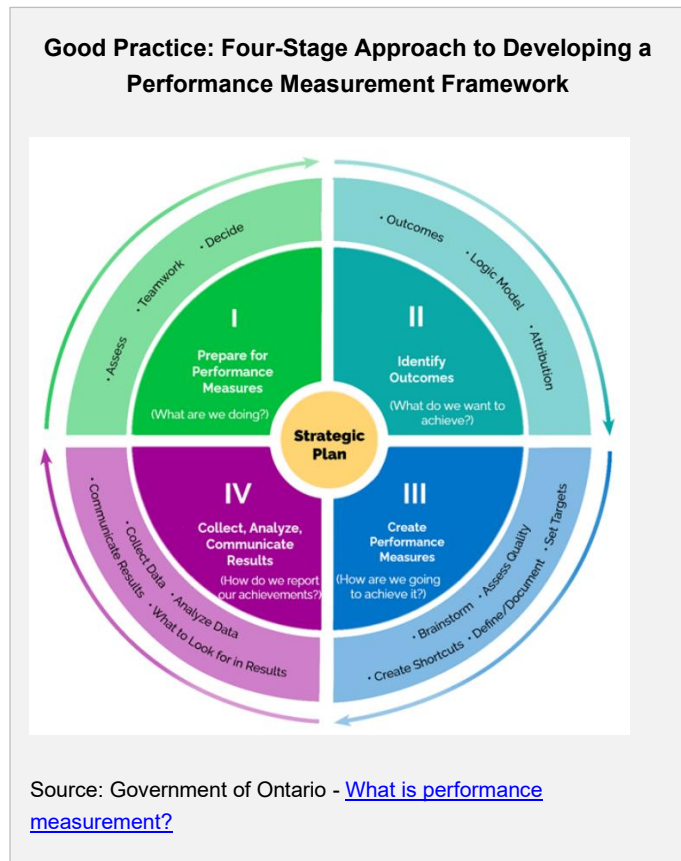 Good Practice: Four-Stage Approach to Developing a
Performance Measurement Framework
· Assess
· Teamwork
· Decide
I
Prepare for
Performance
Measures
(What are we doing?)
· Outcomes
· Logic Model
· Attribution
II
Identify
Outcomes
(What do we want to
achieve?)
Strategic
Plan
III
Create
Performance
Measures
(How are we going
to achieve it?)
· Brainstorm
· Assess Quality
· Create Shortcuts
· Define/Document
· Set Targets
IV
Collect, Analyze,
Communicate
Results
(How do we report
our achievements?)
· Collect Data
· Analyze Data
· Communicate Results
· What to Look for in Results
Source: Government of Ontario - What is performance
measurement?